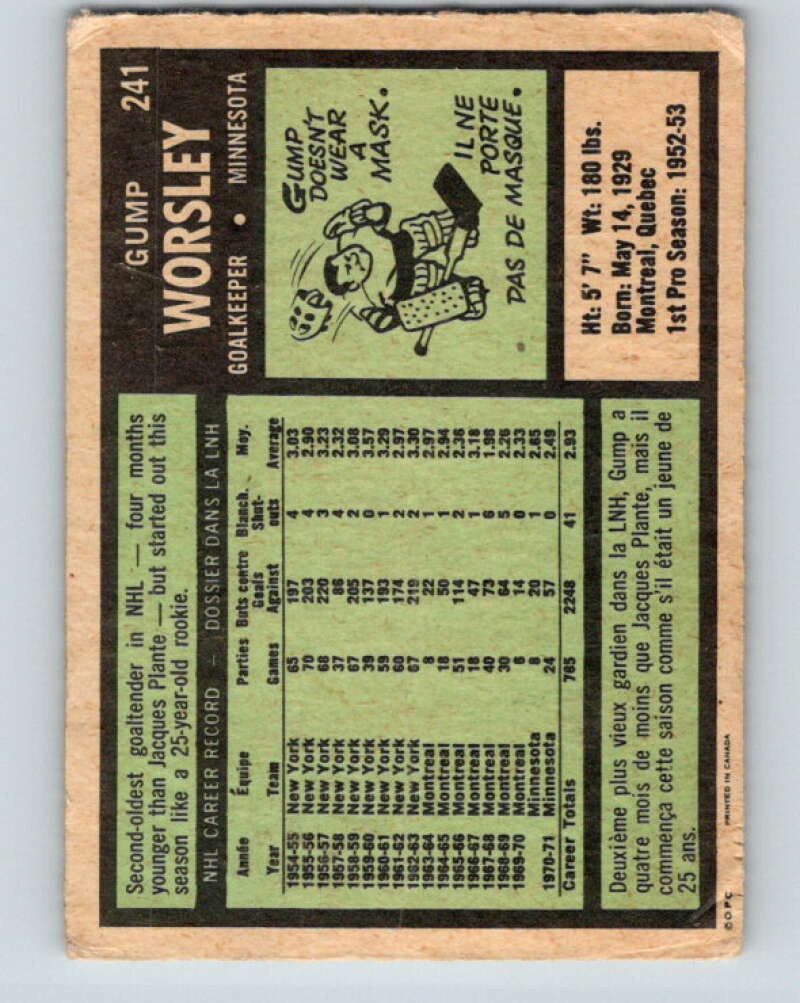 GUMP 241
WORSLEY
GOALKEEPER • MINNESOTA
GUMP
DOESN'T
WEAR
A
MASK.
IL NE
PORTE
PAS DE MASQUE.
Ht: 5' 7" Wt: 180 lbs.
Born: May 14, 1929
Montreal, Quebec
1st Pro Season: 1952-53
Second-oldest goaltender in NHL — four months
younger than Jacques Plante — but started out this
season like a 25-year-old rookie.
NHL CAREER RECORD — DOSSIER DANS LA LNH
Année Équipe Parties Buts contre Blanch. Moy.
Year Team Games Goals Against Shut-outs Average
1954-55 New York 65 197 4 3.03
1955-56 New York 70 203 4 2.90
1956-57 New York 68 220 3 3.23
1957-58 New York 37 86 4 2.32
1958-59 New York 67 205 2 3.08
1959-60 New York 39 137 0 3.57
1960-61 New York 59 193 1 3.29
1961-62 New York 60 174 2 2.97
1962-63 New York 67 219 2 3.30
1963-64 Montreal 8 22 1 2.97
1964-65 Montreal 18 50 1 2.94
1965-66 Montreal 51 114 2 2.36
1966-67 Montreal 18 47 1 3.18
1967-68 Montreal 40 73 6 1.98
1968-69 Montreal 30 64 5 2.26
1969-70 Montreal 6 14 0 2.33
Minnesota 8 20 1 2.65
1970-71 Minnesota 24 57 0 2.49
Career Totals 765 2248 41 2.93
Deuxième plus vieux gardien dans la LNH, Gump a
quatre mois de moins que Jacques Plante, mais il
commença cette saison comme s'il était un jeune de
25 ans.
©O.P.C. PRINTED IN CANADA